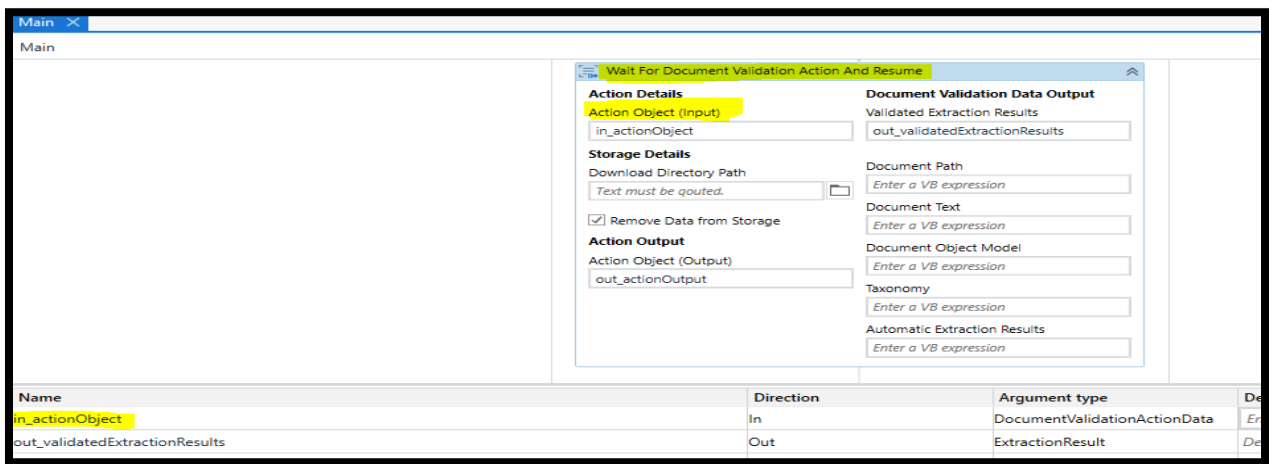 Main
Main
Wait For Document Validation Action And Resume
Action Details
Action Object (Input)
in_actionObject
Storage Details
Download Directory Path
Text must be qouted.
Remove Data from Storage
Action Output
Action Object (Output)
out_actionOutput
Document Validation Data Output
Validated Extraction Results
out_validatedExtractionResults
Document Path
Enter a VB expression
Document Text
Enter a VB expression
Document Object Model
Enter a VB expression
Taxonomy
Enter a VB expression
Automatic Extraction Results
Enter a VB expression
Name Direction Argument type De
in_actionObject In DocumentValidationActionData En
out_validatedExtractionResults Out ExtractionResult De